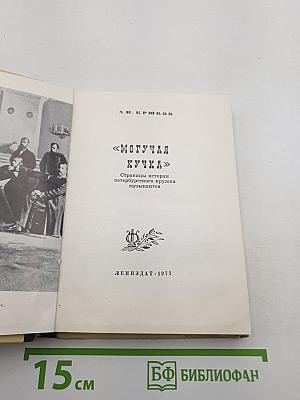 А.Н. КРЮКОВ
«МОГУЧАЯ
КУЧКА»
Страницы истории
петербургского кружка
музыкантов
ЛЕНИЗДАТ·1977
15 см
БФ БИБЛИОФАН